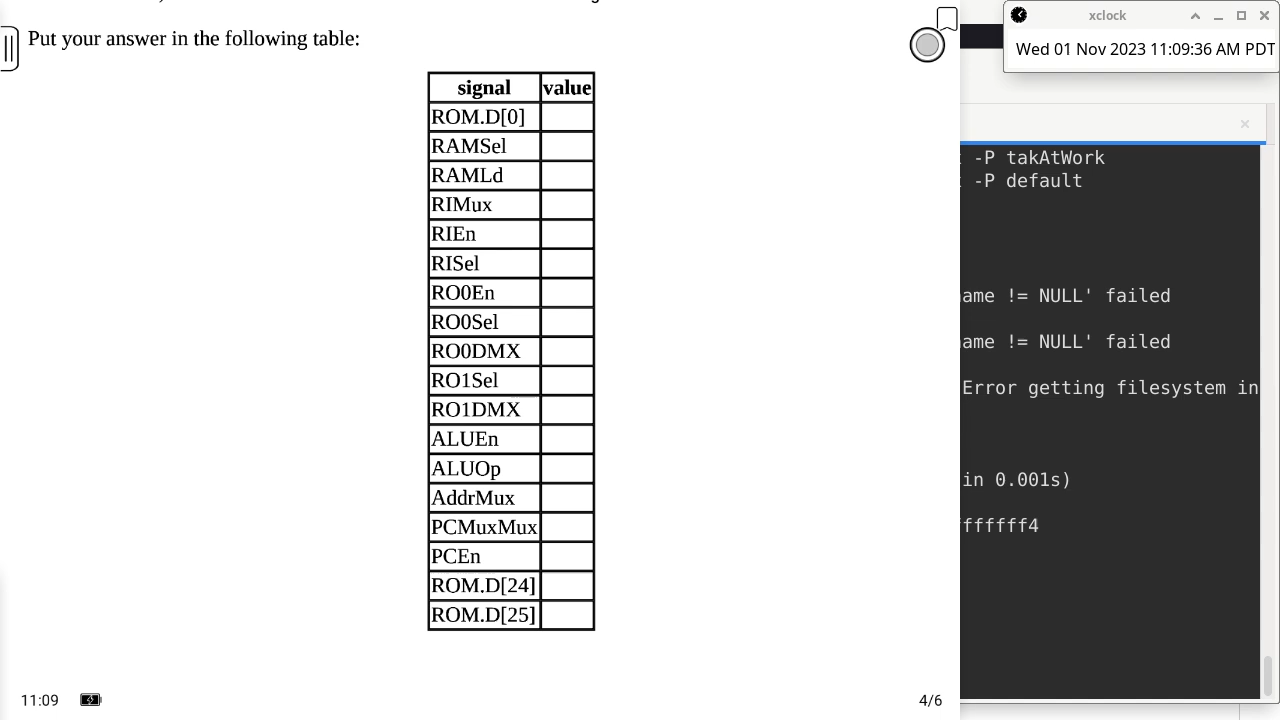 Put your answer in the following table:
signal value
ROM.D[0]
RAMSel
RAMLd
RIMux
RIEn
RISel
RO0En
RO0Sel
RO0DMX
RO1Sel
RO1DMX
ALUEn
ALUOp
AddrMux
PCMuxMux
PCEn
ROM.D[24]
ROM.D[25]
11:09
4/6
xclock
Wed 01 Nov 2023 11:09:36 AM PDT
-P takAtWork
-P default
ame != NULL' failed
ame != NULL' failed
Error getting filesystem in
in 0.001s)
ffffff4